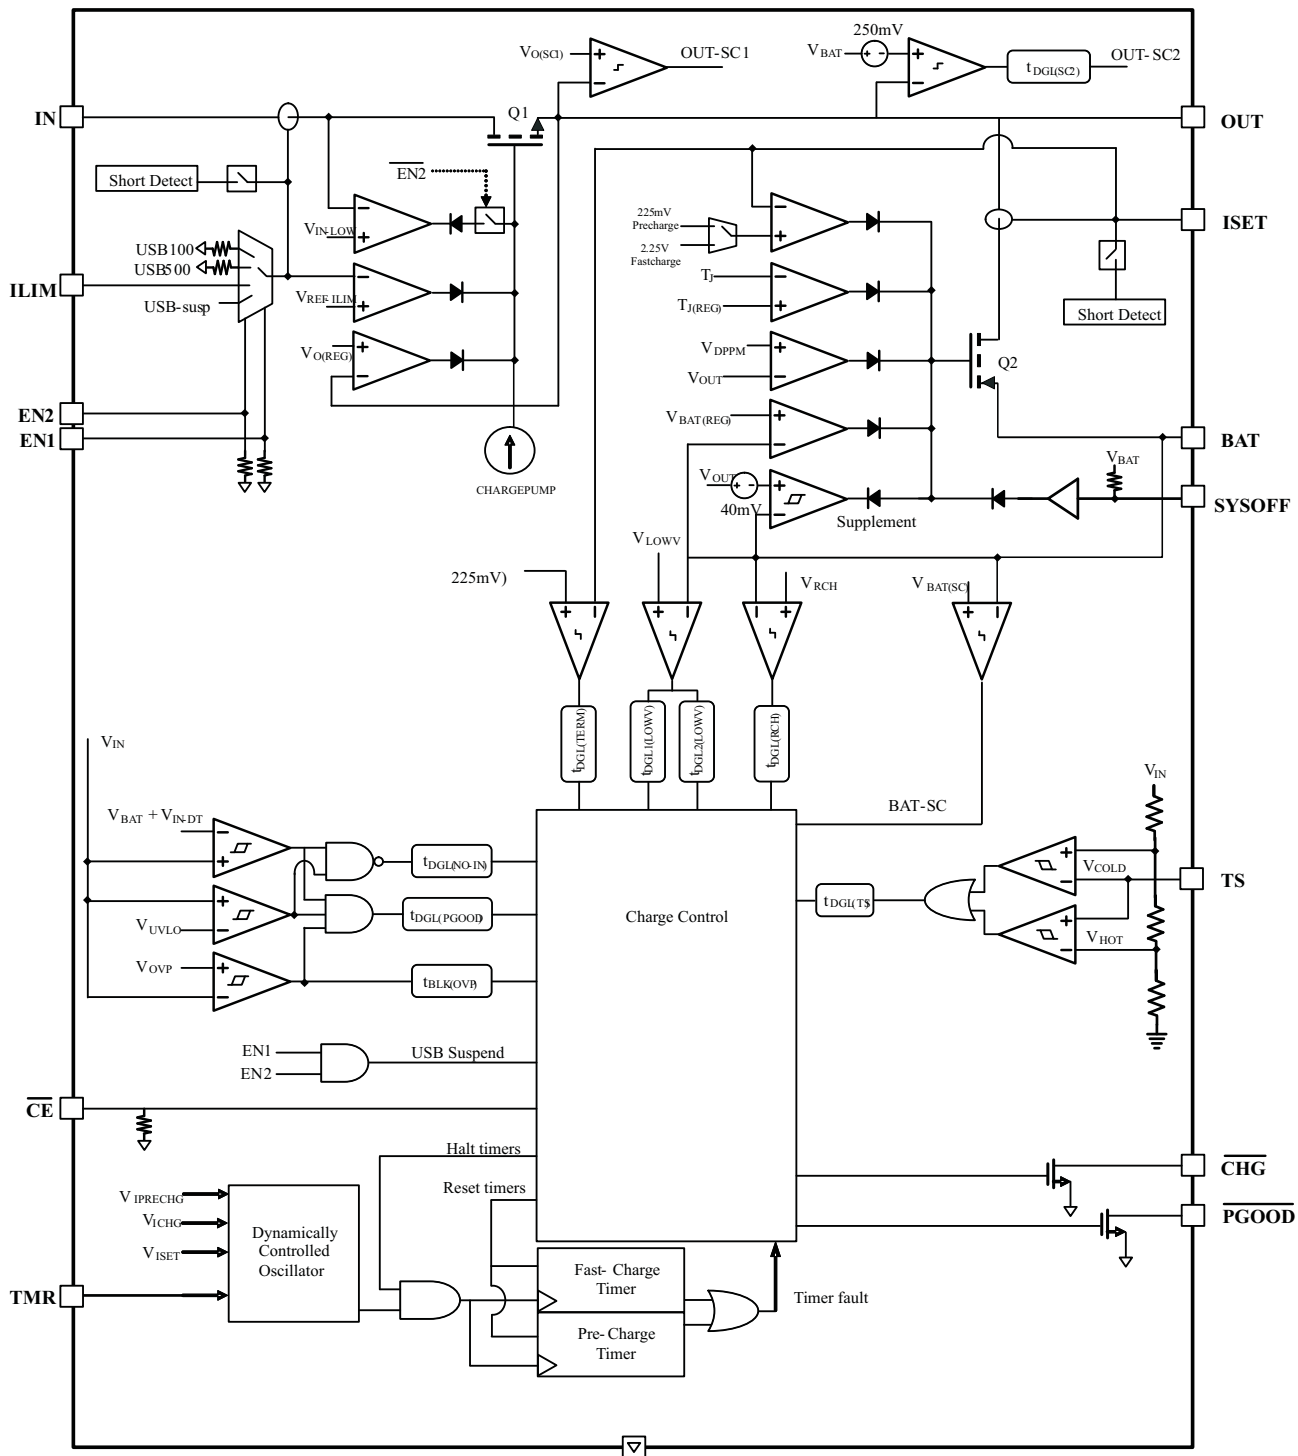 250mV
VO(SC1)
OUT-SC1
VBAT
tDGL(SC2)
OUT-SC2
IN
Q1
OUT
Short Detect
EN2
225mV
Precharge
2.25V
Fastcharge
ISET
VIN-LOW
USB100
USB500
ILIM
USB-susp
VREF-ILIM
TJ
TJ(REG)
Short Detect
VO(REG)
VDPPM
VOUT
Q2
EN2
EN1
VBAT(REG)
BAT
CHARGEPUMP
VOUT
40mV
Supplement
VBAT
SYSOFF
VLOWV
225mV)
VRCH
VBAT(SC)
tDGL(TERM)
tDGL1(LOWV)
tDGL2(LOWV)
tDGL(RCH)
VIN
BAT-SC
VIN
VBAT + VIN-DT
tDGL(NO-IN)
VCOLD
TS
tDGL(TS)
Charge Control
tDGL(PGOOD)
VUVLO
VHOT
VOVP
tBLK(OVP)
EN1
EN2
USB Suspend
CE
Halt timers
CHG
Reset timers
VIPRECHG
VICHG
VISET
PGOOD
Dynamically
Controlled
Oscillator
TMR
Fast- Charge
Timer
Timer fault
Pre- Charge
Timer